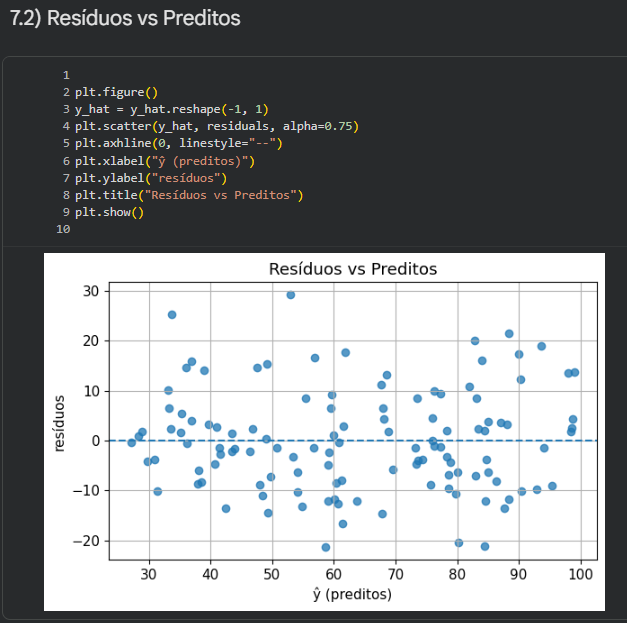 7.2) Resíduos vs Preditos
1
2 plt.figure()
3 y_hat = y_hat.reshape(-1, 1)
4 plt.scatter(y_hat, residuals, alpha=0.75)
5 plt.axhline(0, linestyle="--")
6 plt.xlabel("ŷ (preditos)")
7 plt.ylabel("resíduos")
8 plt.title("Resíduos vs Preditos")
9 plt.show()
10
Resíduos vs Preditos
30
20
10
0
−10
−20
resíduos
30 40 50 60 70 80 90 100
ŷ (preditos)